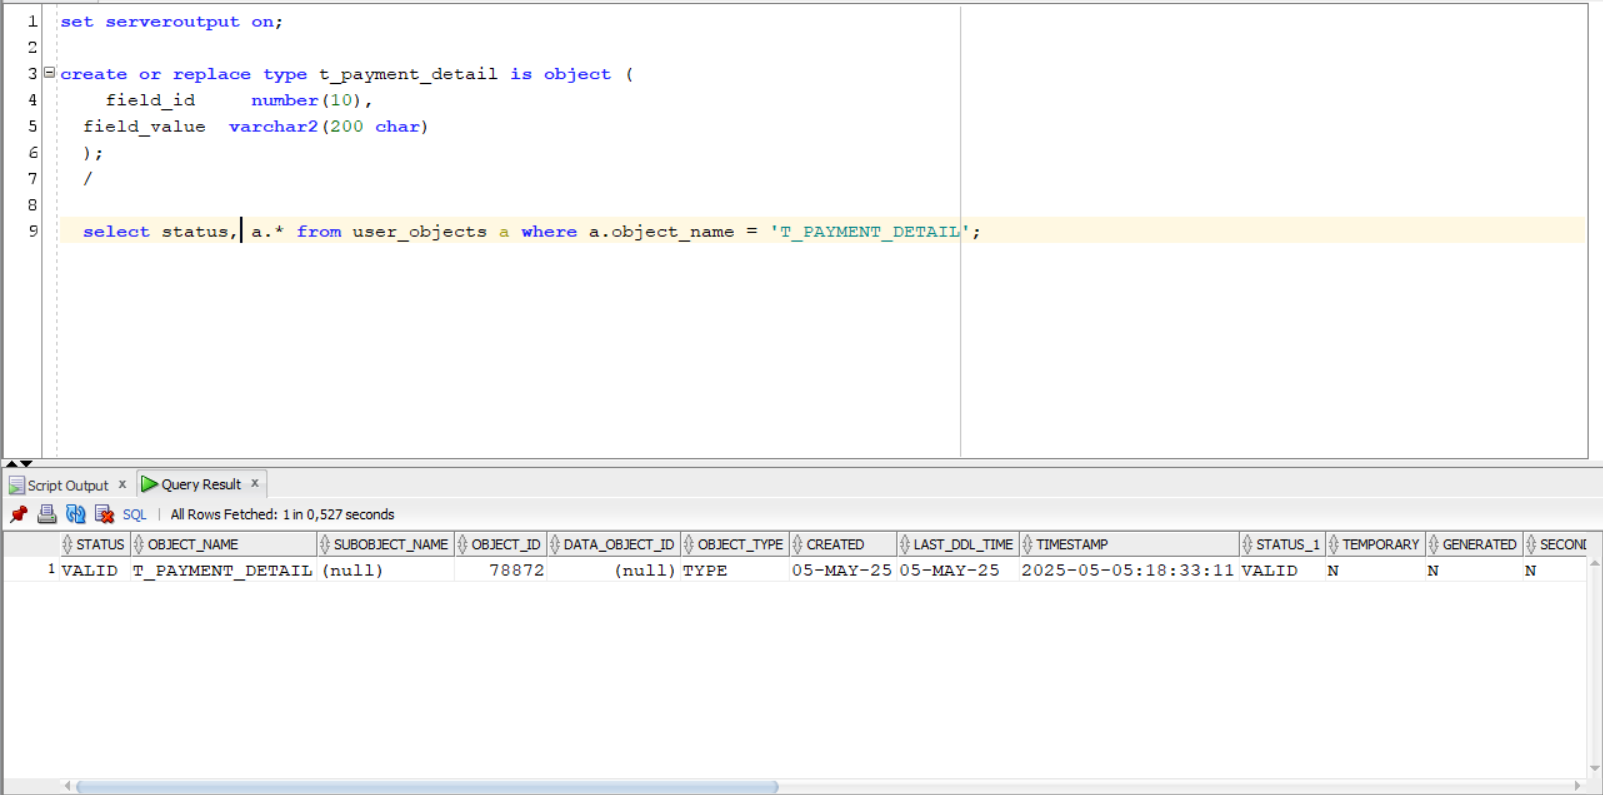 1 set serveroutput on;
2
3 create or replace type t_payment_detail is object (
4 field_id number(10),
5 field_value varchar2(200 char)
6 );
7 /
8
9 select status, a.* from user_objects a where a.object_name = 'T_PAYMENT_DETAIL';
Script Output x Query Result x
SQL | All Rows Fetched: 1 in 0,527 seconds
STATUS OBJECT_NAME SUBOBJECT_NAME OBJECT_ID DATA_OBJECT_ID OBJECT_TYPE CREATED LAST_DDL_TIME TIMESTAMP STATUS_1 TEMPORARY GENERATED SECOND
1 VALID T_PAYMENT_DETAIL (null) 78872 (null) TYPE 05-MAY-25 05-MAY-25 2025-05-05:18:33:11 VALID N N N